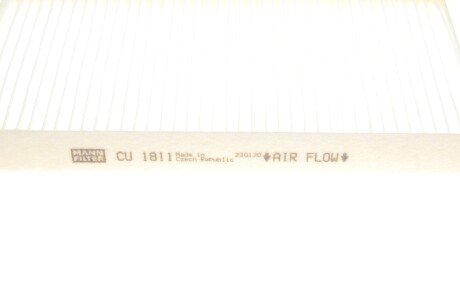 MANN
FILTER
CU 1811
Made in
Czech Republic
AIR FLOW